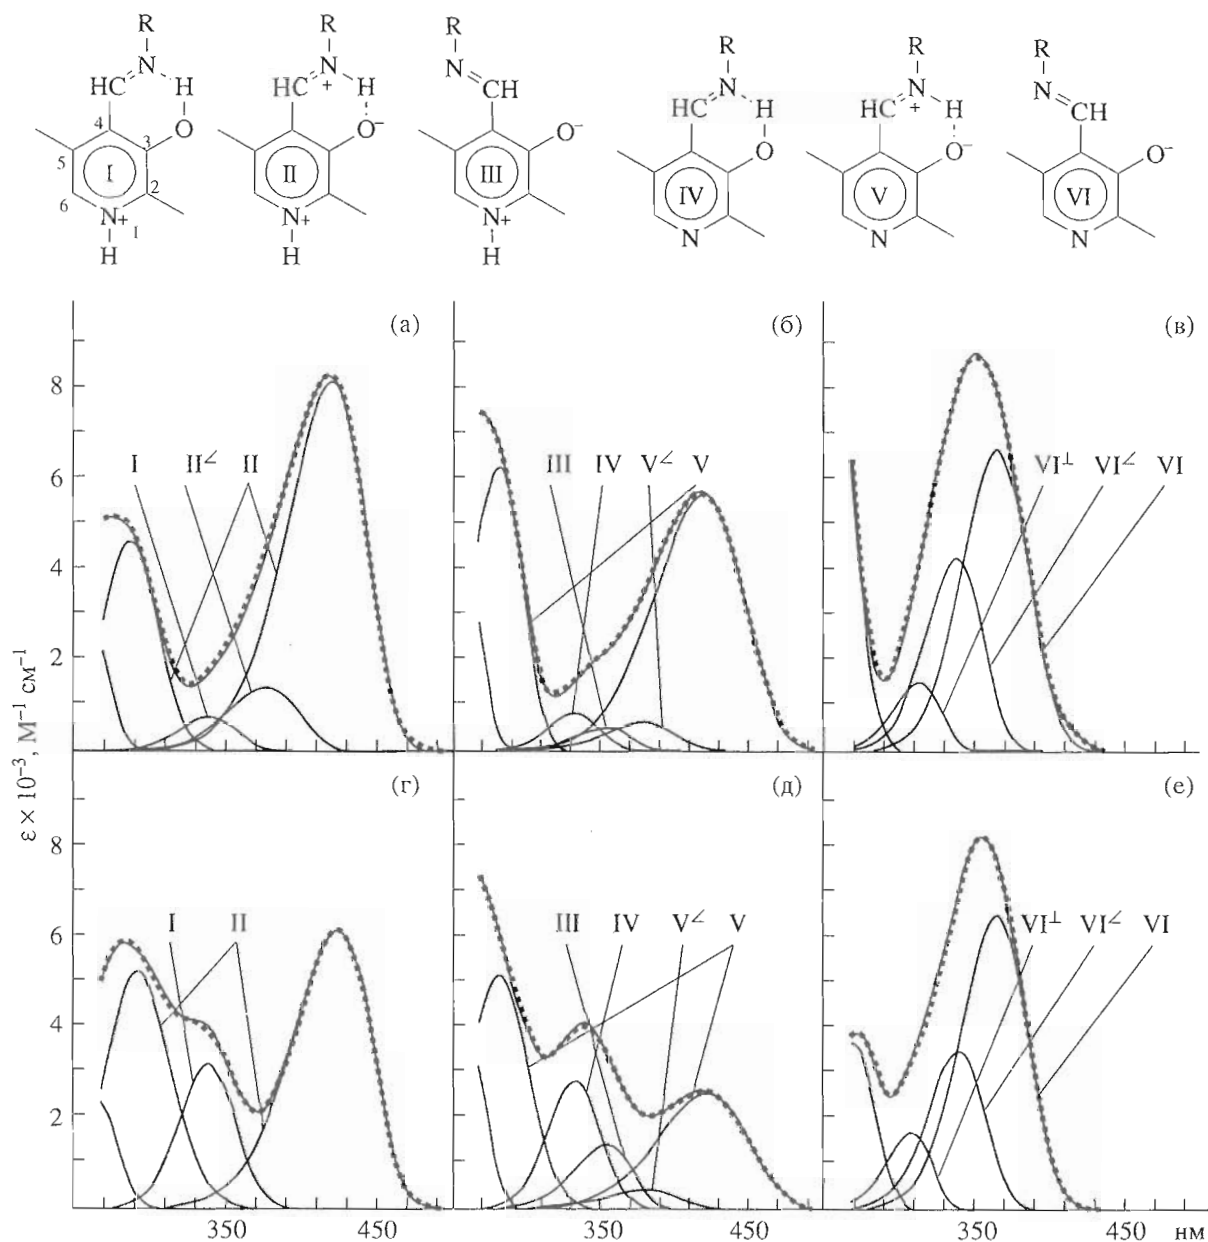 R R R R R R
HC N H HC N + H N CH HC N H HC N + H N CH
O O⁻ O⁻ O O⁻ O⁻
4 3 5 2 6 1
I II III IV V VI
N+ N+ N+ N N N
H H H
(а) (б) (в)
8
I II∠ II III IV V∠ V VI⊥ VI∠ VI
6
4
2
ε × 10⁻³, М⁻¹ см⁻¹
(г) (д) (е)
8
I II III IV V∠ V VI⊥ VI∠ VI
6
4
2
350 450 350 450 350 450 нм